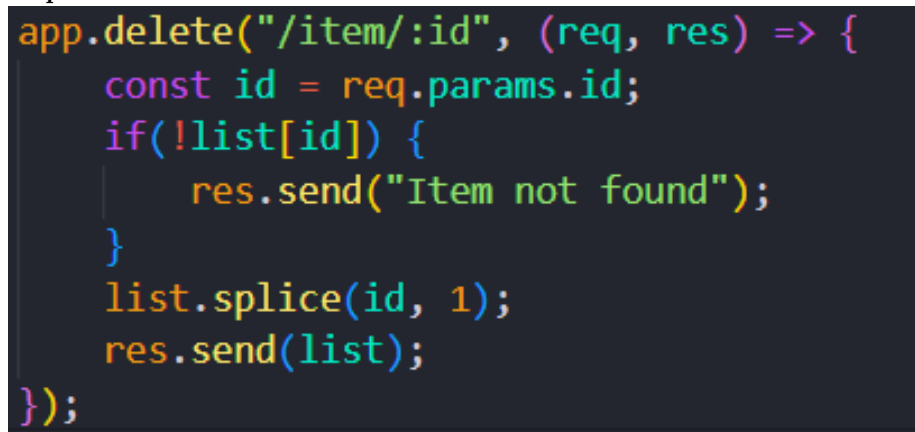 app.delete("/item/:id", (req, res) => {
    const id = req.params.id;
    if(!list[id]) {
        res.send("Item not found");
    }
    list.splice(id, 1);
    res.send(list);
});